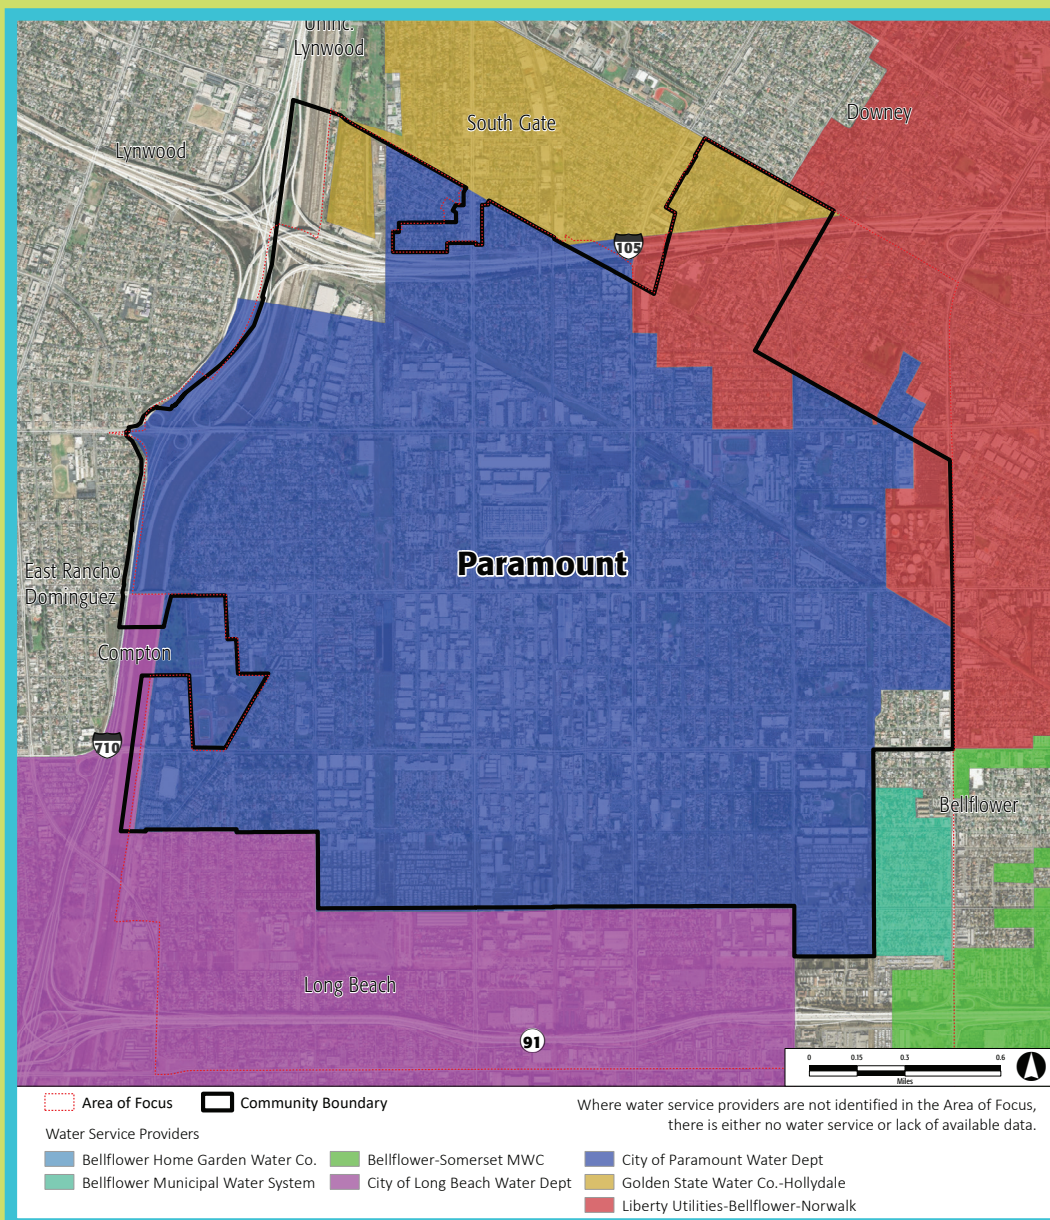 Uninc.
Lynwood
South Gate
Downey
Lynwood
105
Paramount
East Rancho
Dominguez
Compton
710
Bellflower
Long Beach
91
0 0.15 0.3 0.6
Miles
Area of Focus
Community Boundary
Where water service providers are not identified in the Area of Focus,
there is either no water service or lack of available data.
Water Service Providers
Bellflower Home Garden Water Co.
Bellflower Municipal Water System
Bellflower-Somerset MWC
City of Long Beach Water Dept
City of Paramount Water Dept
Golden State Water Co.-Hollydale
Liberty Utilities-Bellflower-Norwalk